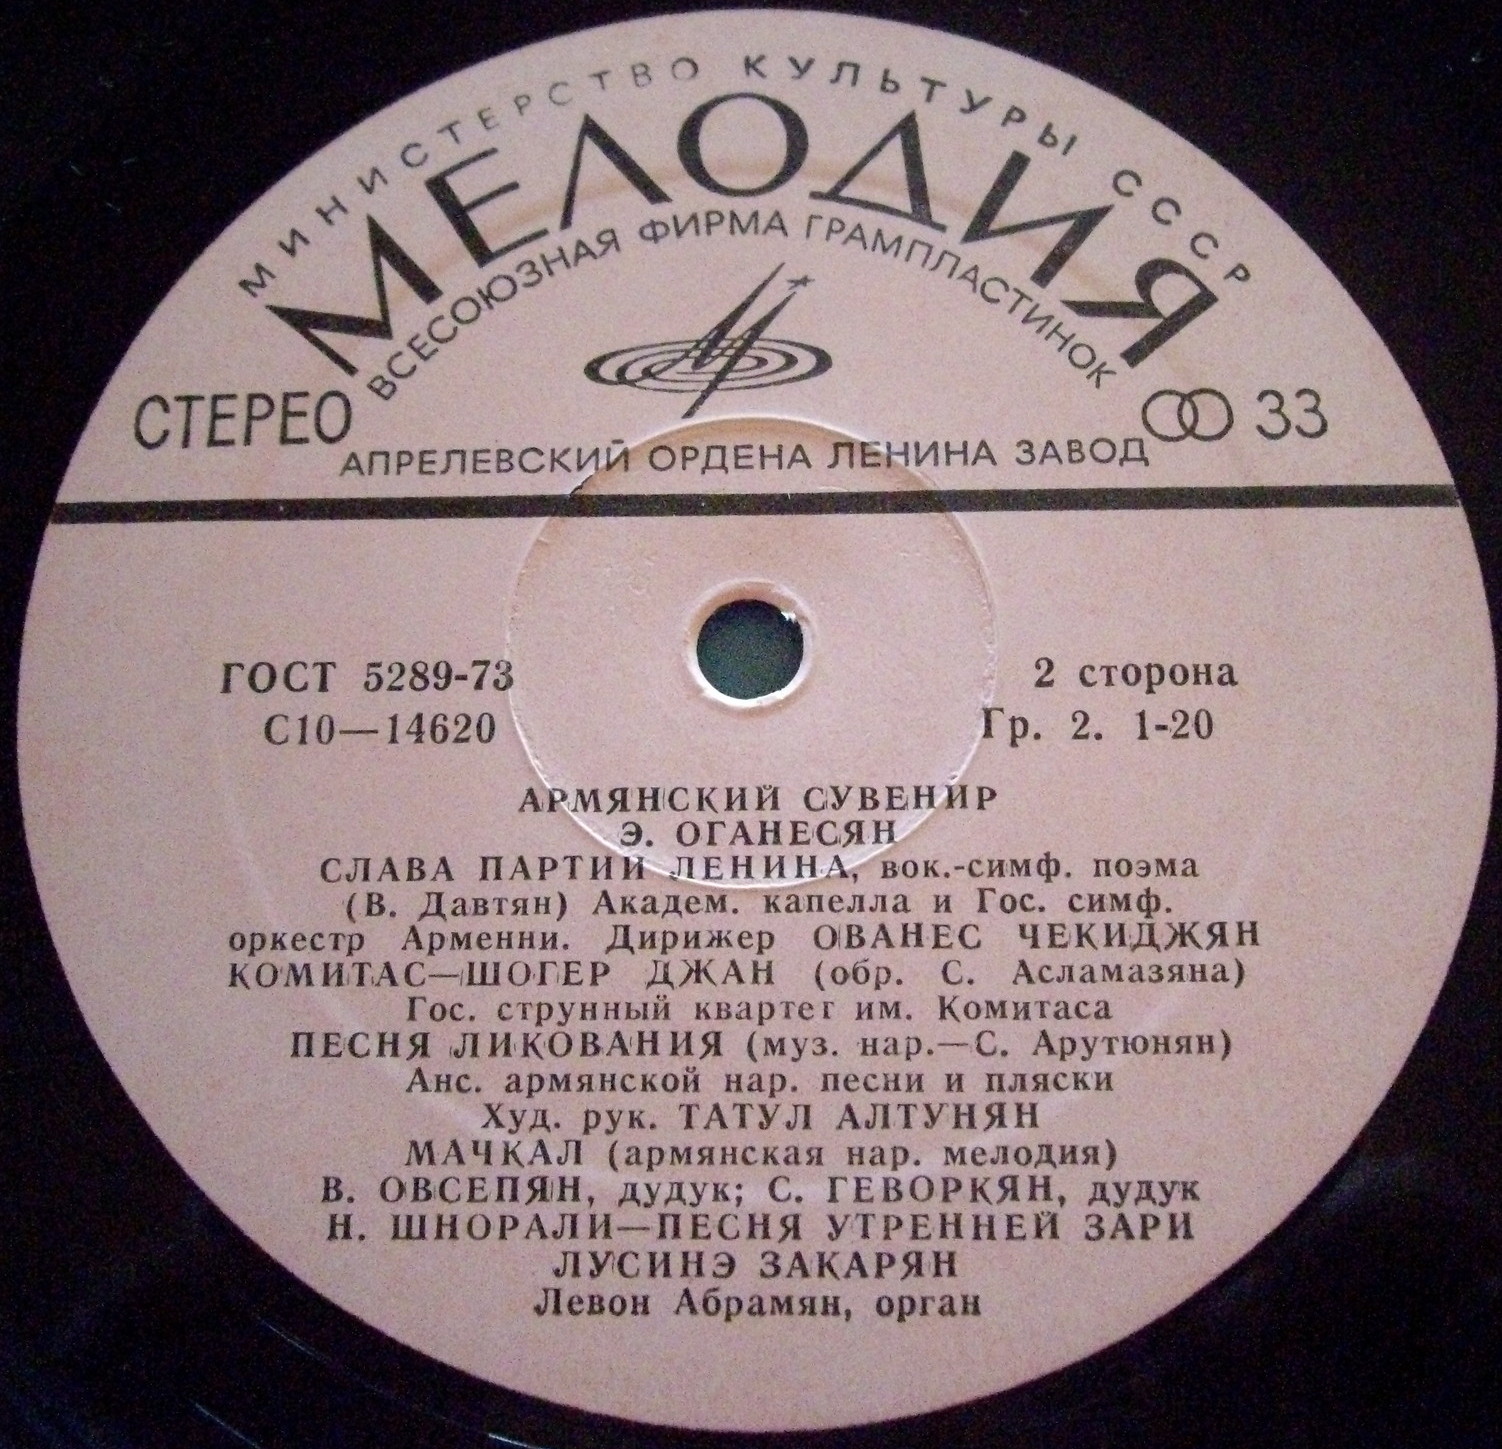 МИНИСТЕРСТВО КУЛЬТУРЫ СССР
МЕЛОДИЯ
ВСЕСОЮЗНАЯ ФИРМА ГРАМПЛАСТИНОК
СТЕРЕО
33
АПРЕЛЕВСКИЙ ОРДЕНА ЛЕНИНА ЗАВОД
ГОСТ 5289-73
2 сторона
С10—14620
Гр. 2. 1-20
АРМЯНСКИЙ СУВЕНИР
Э. ОГАНЕСЯН
СЛАВА ПАРТИИ ЛЕНИНА, вок.-симф. поэма
(В. Давтян) Академ. капелла и Гос. симф.
оркестр Арменни. Дирижер ОВАНЕС ЧЕКИДЖЯН
КОМИТАС—ШОГЕР ДЖАН (обр. С. Асламазяна)
Гос. струнный квартет им. Комитаса
ПЕСНЯ ЛИКОВАНИЯ (муз. нар.—С. Арутюнян)
Анс. армянской нар. песни и пляски
Худ. рук. ТАТУЛ АЛТУНЯН
МАЧКАЛ (армянская нар. мелодия)
В. ОВСЕПЯН, дудук; С. ГЕВОРКЯН, дудук
Н. ШНОРАЛИ—ПЕСНЯ УТРЕННЕЙ ЗАРИ
ЛУСИНЭ ЗАКАРЯН
Левон Абрамян, орган